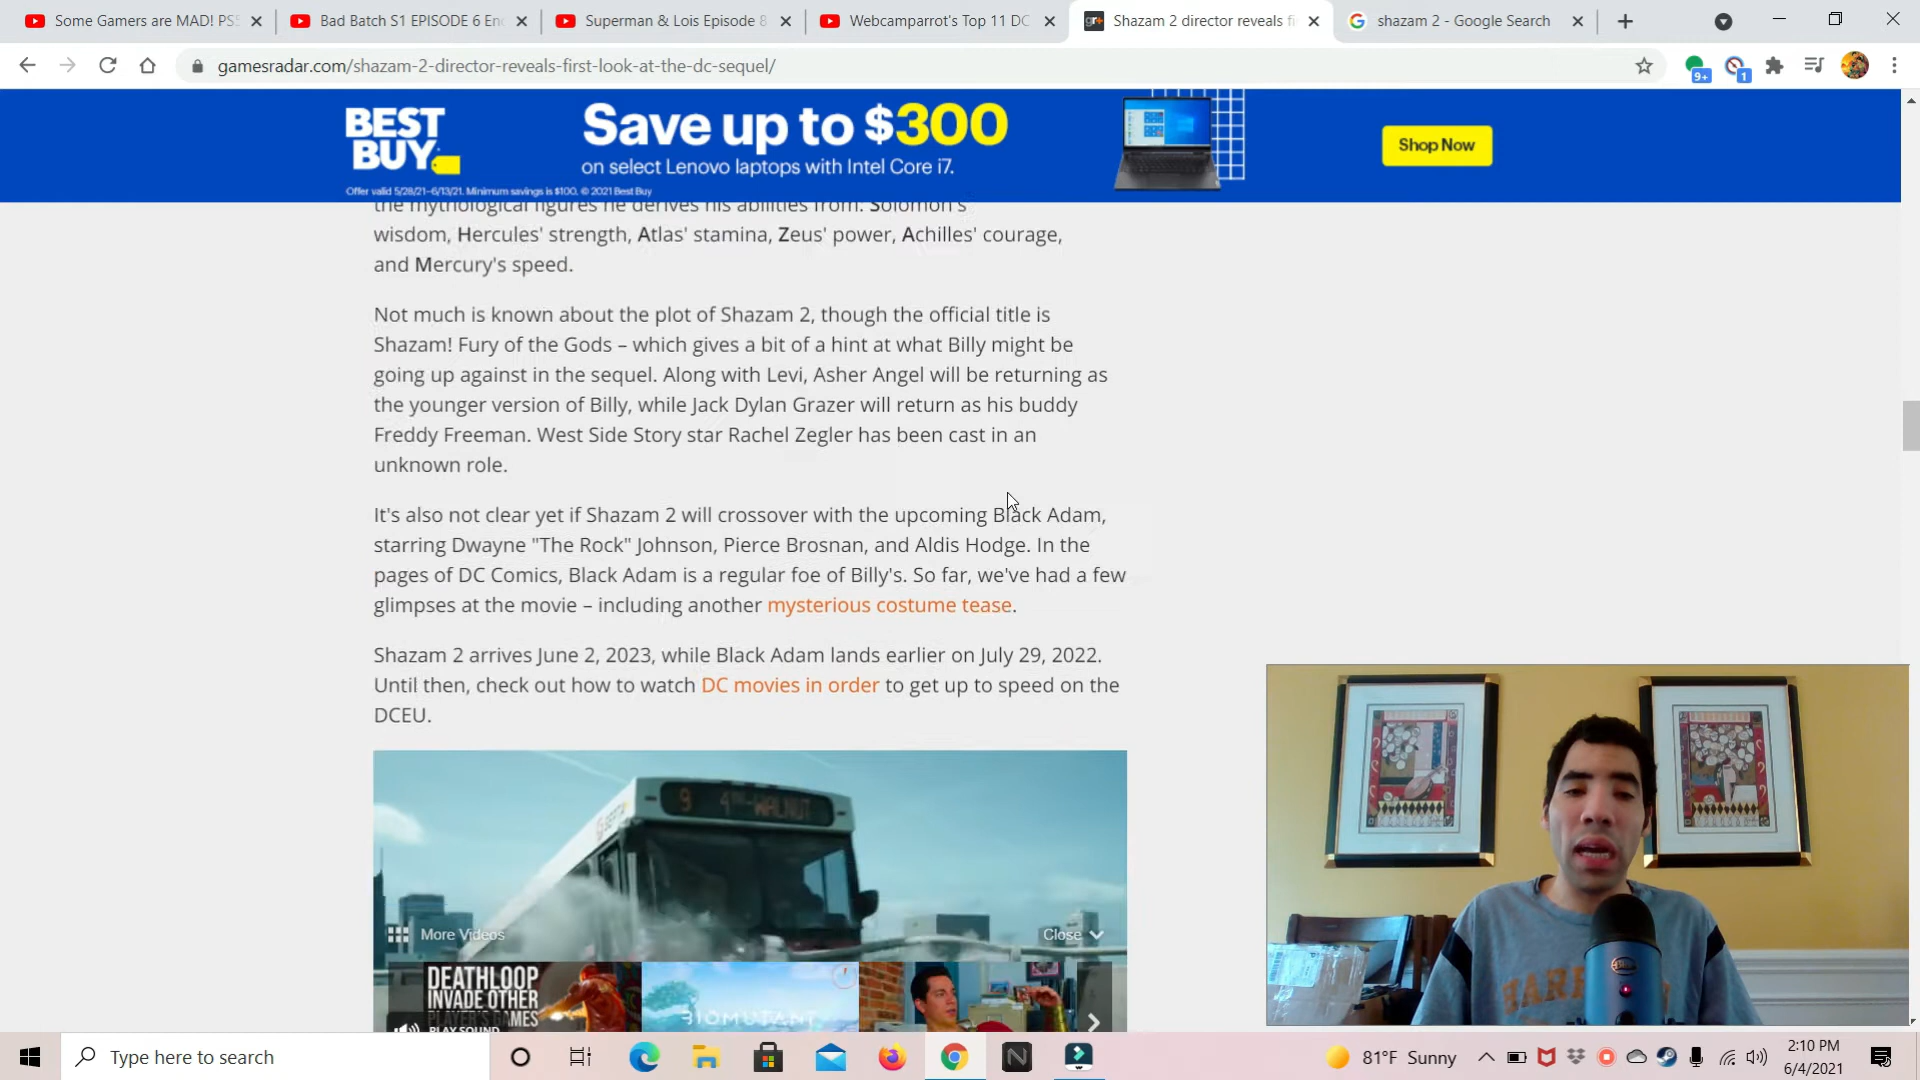 Some Gamers are MAD! PS5
Bad Batch S1 EPISODE 6 En
Superman & Lois Episode 8
Webcamparrot's Top 11 DC
Shazam 2 director reveals fi
shazam 2 - Google Search
gamesradar.com/shazam-2-director-reveals-first-look-at-the-dc-sequel/
9+
1
BEST BUY
Save up to $300
on select Lenovo laptops with Intel Core i7.
Shop Now
Offer valid 5/28/21–6/13/21. Minimum savings is $100. © 2021 Best Buy
the mythological figures he derives his abilities from: Solomon's
wisdom, Hercules' strength, Atlas' stamina, Zeus' power, Achilles' courage,
and Mercury's speed.
Not much is known about the plot of Shazam 2, though the official title is
Shazam! Fury of the Gods – which gives a bit of a hint at what Billy might be
going up against in the sequel. Along with Levi, Asher Angel will be returning as
the younger version of Billy, while Jack Dylan Grazer will return as his buddy
Freddy Freeman. West Side Story star Rachel Zegler has been cast in an
unknown role.
It's also not clear yet if Shazam 2 will crossover with the upcoming Black Adam,
starring Dwayne "The Rock" Johnson, Pierce Brosnan, and Aldis Hodge. In the
pages of DC Comics, Black Adam is a regular foe of Billy's. So far, we've had a few
glimpses at the movie – including another mysterious costume tease.
Shazam 2 arrives June 2, 2023, while Black Adam lands earlier on July 29, 2022.
Until then, check out how to watch DC movies in order to get up to speed on the
DCEU.
9 4TH-WALNUT
More Videos
Close
DEATHLOOP
INVADE OTHER
PLAYER'S GAMES
PLAY SOUND
BIOMUTANT
Type here to search
81°F Sunny
2:10 PM
6/4/2021